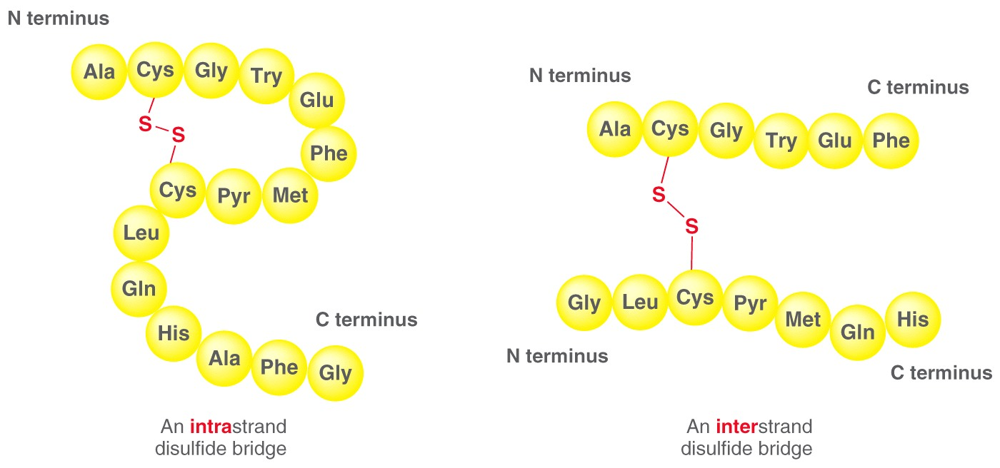 N terminus
Ala Cys Gly Try Glu
S
S
Phe
Cys Pyr Met
Leu
Gln
His
Ala
Phe
Gly
C terminus
An intrastrand
disulfide bridge
N terminus
C terminus
Ala Cys Gly Try Glu Phe
S
S
Gly Leu Cys Pyr Met Gln His
N terminus
C terminus
An interstrand
disulfide bridge